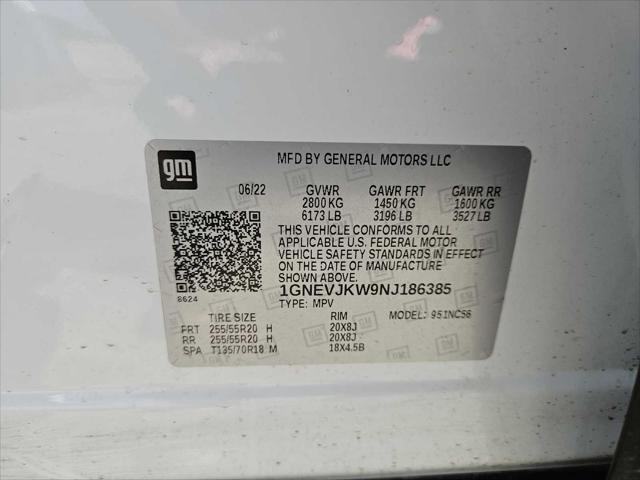 gm
MFD BY GENERAL MOTORS LLC
06/22 GVWR GAWR FRT GAWR RR
2800 KG 1450 KG 1600 KG
6173 LB 3196 LB 3527 LB
THIS VEHICLE CONFORMS TO ALL
APPLICABLE U.S. FEDERAL MOTOR
VEHICLE SAFETY STANDARDS IN EFFECT
ON THE DATE OF MANUFACTURE
SHOWN ABOVE.
8624
1GNEVJKW9NJ186385
TYPE: MPV MODEL: 951NC56
TIRE SIZE RIM
FRT 255/55R20 H 20X8J
RR 255/55R20 H 20X8J
SPA T135/70R18 M 18X4.5B